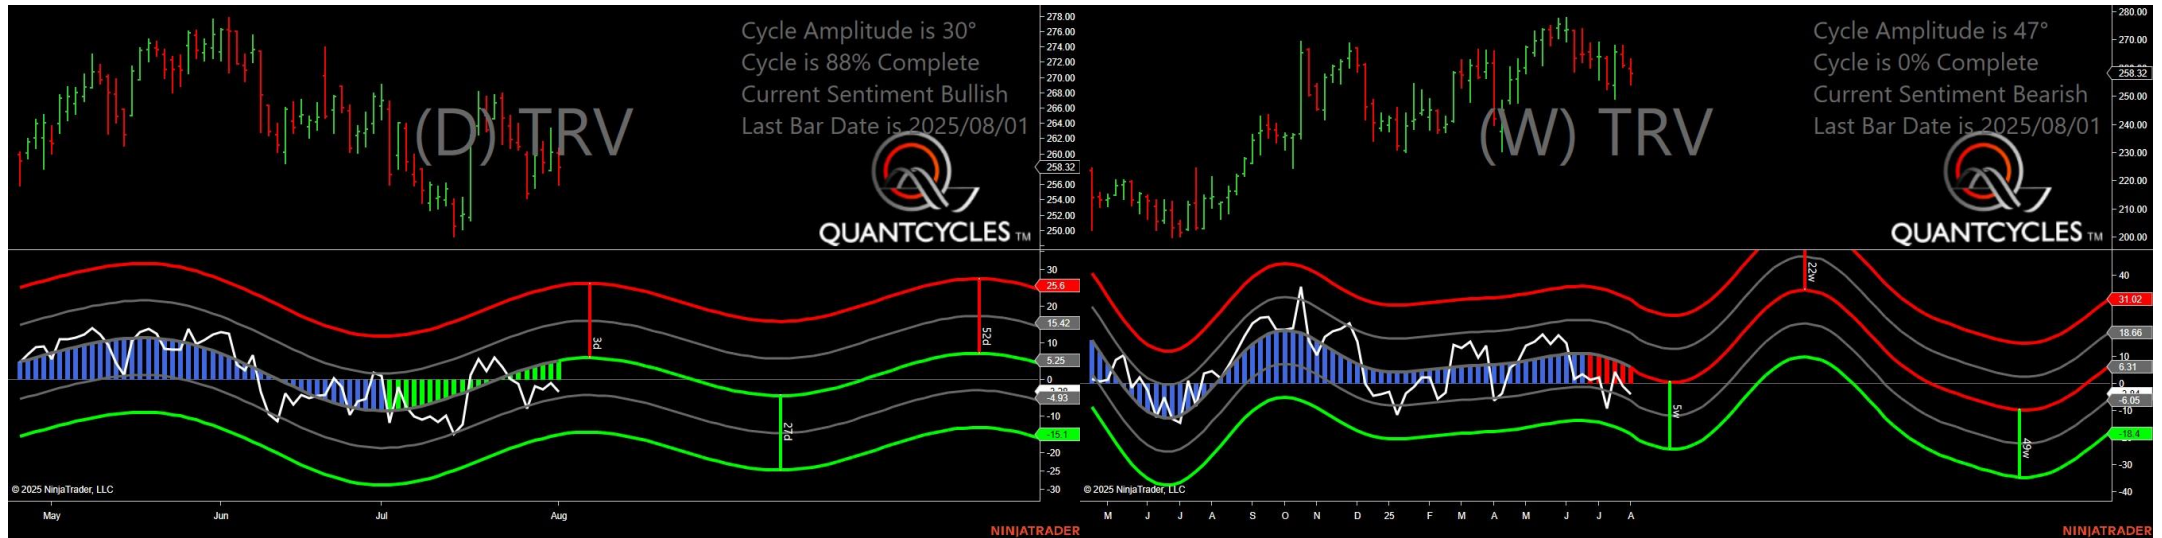 Cycle Amplitude is 30°
Cycle is 88% Complete
Current Sentiment Bullish
Last Bar Date is 2025/08/01
(D) TRV
QUANTCYCLES TM
278.00
276.00
274.00
272.00
270.00
268.00
266.00
264.00
262.00
260.00
258.32
256.00
254.00
252.00
250.00
30
25.6
20
15.42
10
5.25
0
-4.93
-10
-15.1
-20
-25
-30
3d
27d
52d
© 2025 NinjaTrader, LLC
May Jun Jul Aug
NINJATRADER
Cycle Amplitude is 47°
Cycle is 0% Complete
Current Sentiment Bearish
Last Bar Date is 2025/08/01
(W) TRV
QUANTCYCLES TM
280.00
270.00
258.32
250.00
240.00
230.00
220.00
210.00
200.00
40
31.02
18.66
10
6.31
0
-6.05
-10
-18.4
-30
-40
5w
22w
49w
© 2025 NinjaTrader, LLC
M J J A S O N D 25 F M A M J J A
NINJATRADER